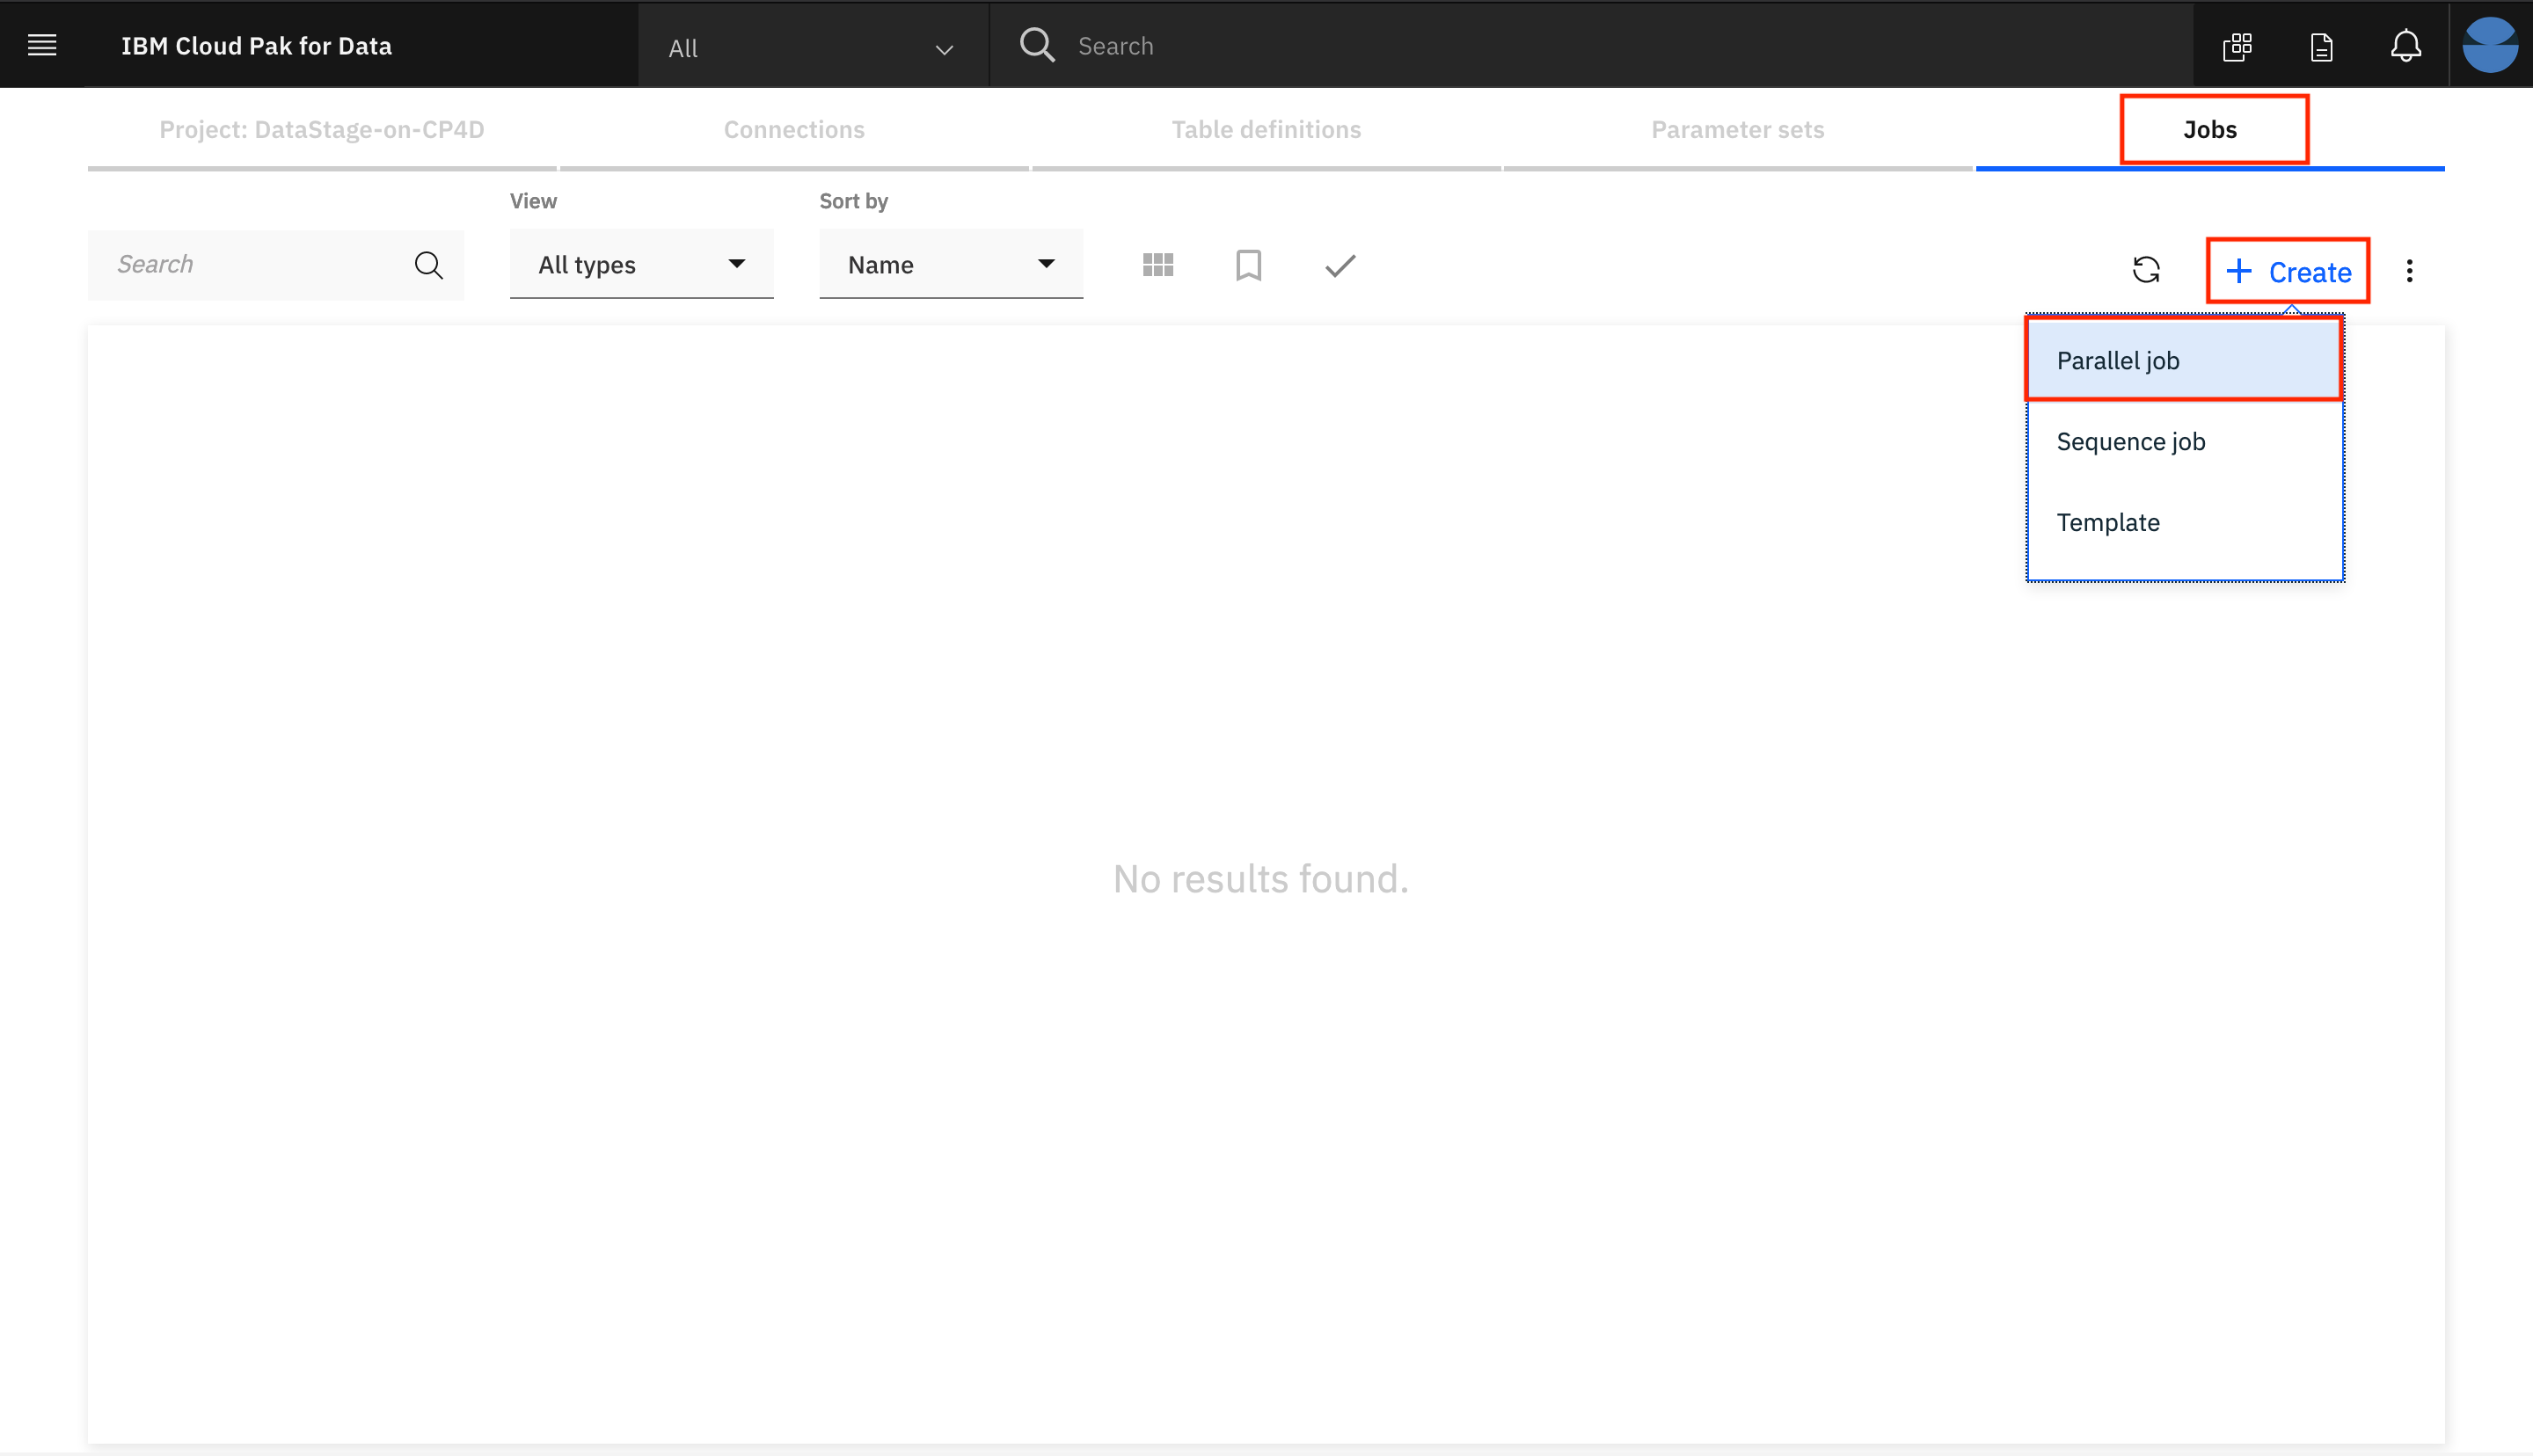 IBM Cloud Pak for Data
All
Search
Project: DataStage-on-CP4D
Connections
Table definitions
Parameter sets
Jobs
View
Sort by
Search
All types
Name
Create
Parallel job
Sequence job
Template
No results found.